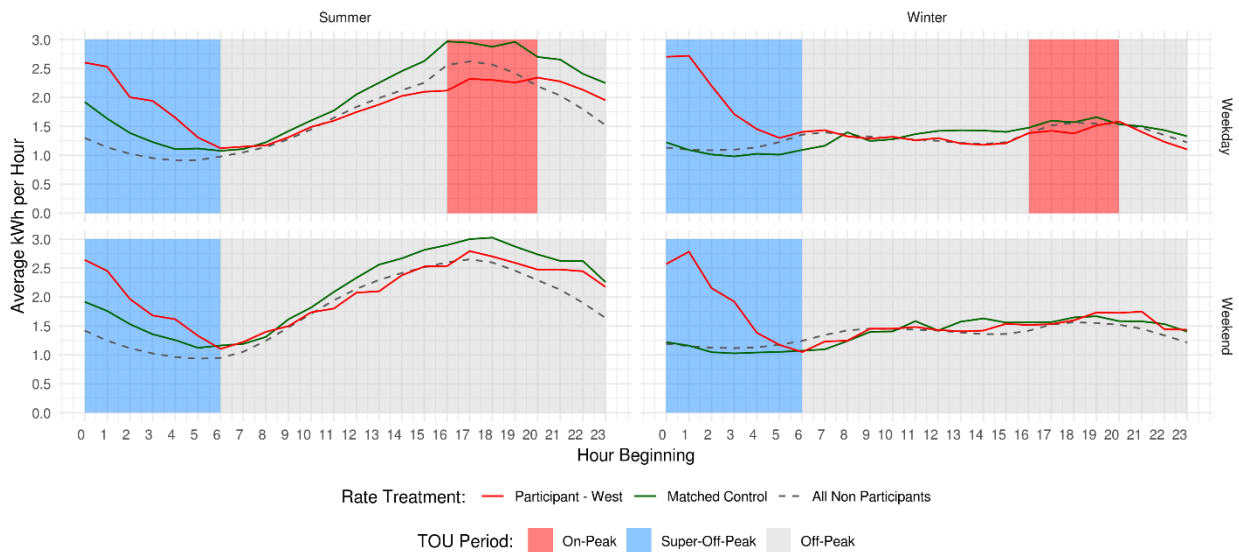 Summer
Winter
Average kWh per Hour
3.0
2.5
2.0
1.5
1.0
0.5
0.0
Weekday
3.0
2.5
2.0
1.5
1.0
0.5
0.0
Weekend
0 1 2 3 4 5 6 7 8 9 10 11 12 13 14 15 16 17 18 19 20 21 22 23
0 1 2 3 4 5 6 7 8 9 10 11 12 13 14 15 16 17 18 19 20 21 22 23
Hour Beginning
Rate Treatment: Participant - West Matched Control All Non Participants
TOU Period: On-Peak Super-Off-Peak Off-Peak